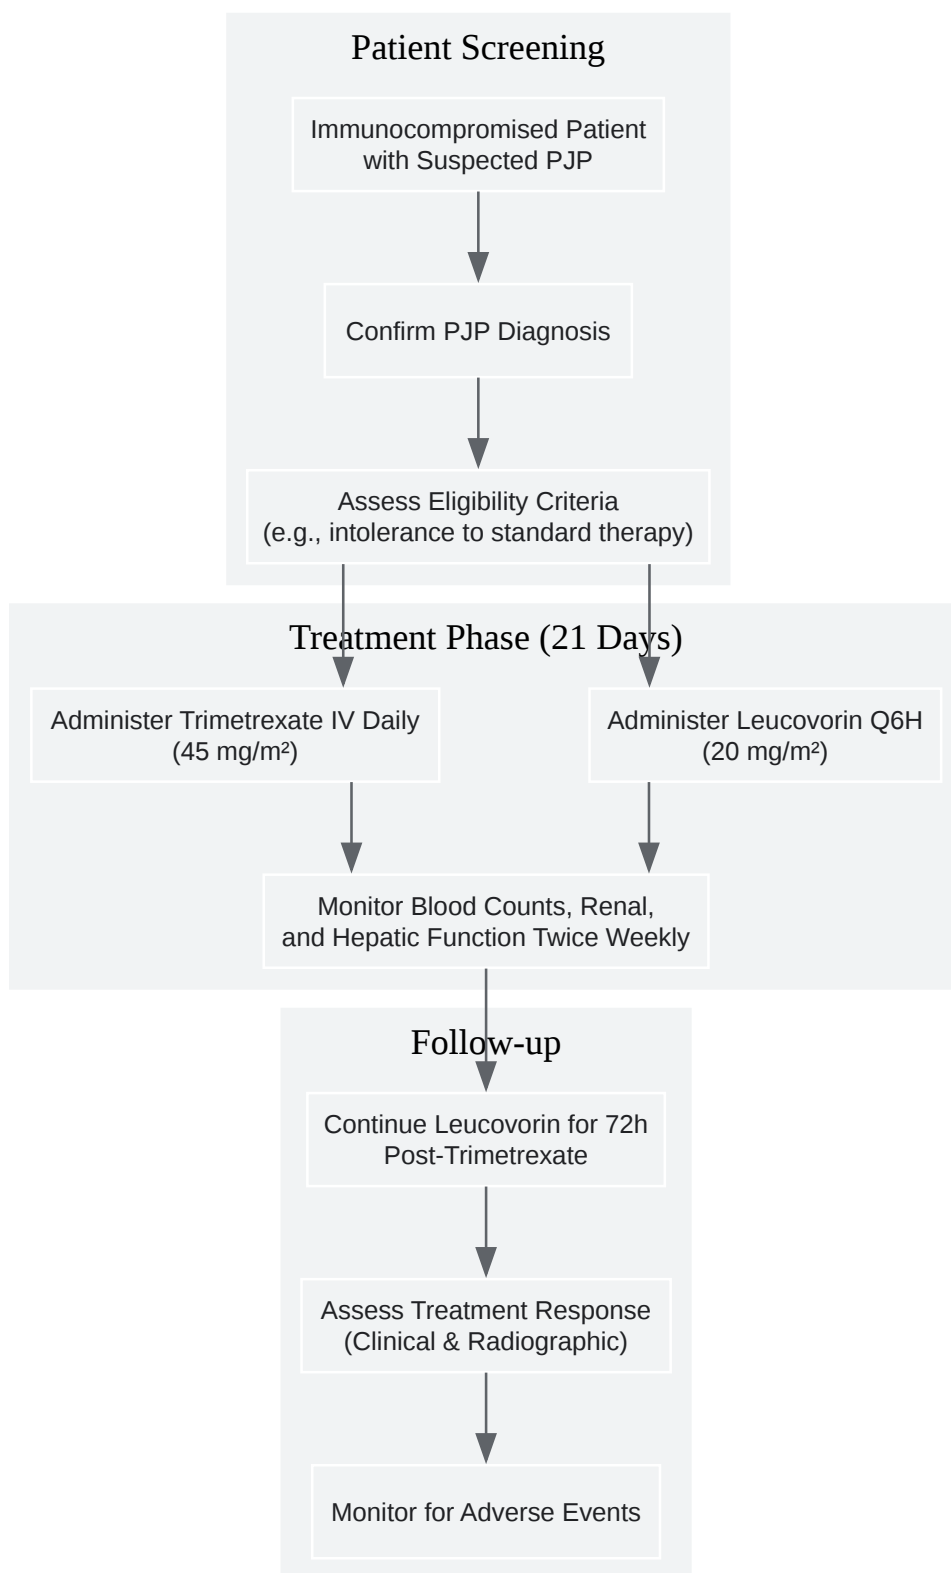 Patient Screening
Immunocompromised Patient
with Suspected PJP
Confirm PJP Diagnosis
Assess Eligibility Criteria
(e.g., intolerance to standard therapy)
Treatment Phase (21 Days)
Administer Trimetrexate IV Daily
(45 mg/m²)
Administer Leucovorin Q6H
(20 mg/m²)
Monitor Blood Counts, Renal,
and Hepatic Function Twice Weekly
Follow-up
Continue Leucovorin for 72h
Post-Trimetrexate
Assess Treatment Response
(Clinical & Radiographic)
Monitor for Adverse Events